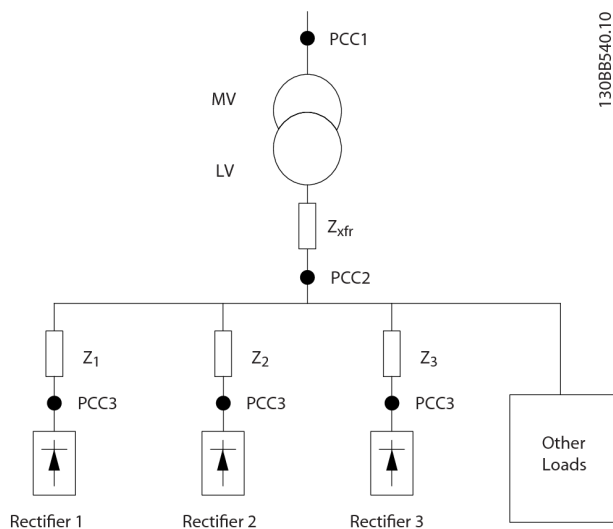 130BB540.10
PCC1
MV
LV
Zxfr
PCC2
Z1
Z2
Z3
PCC3
PCC3
PCC3
Other
Loads
Rectifier 1
Rectifier 2
Rectifier 3